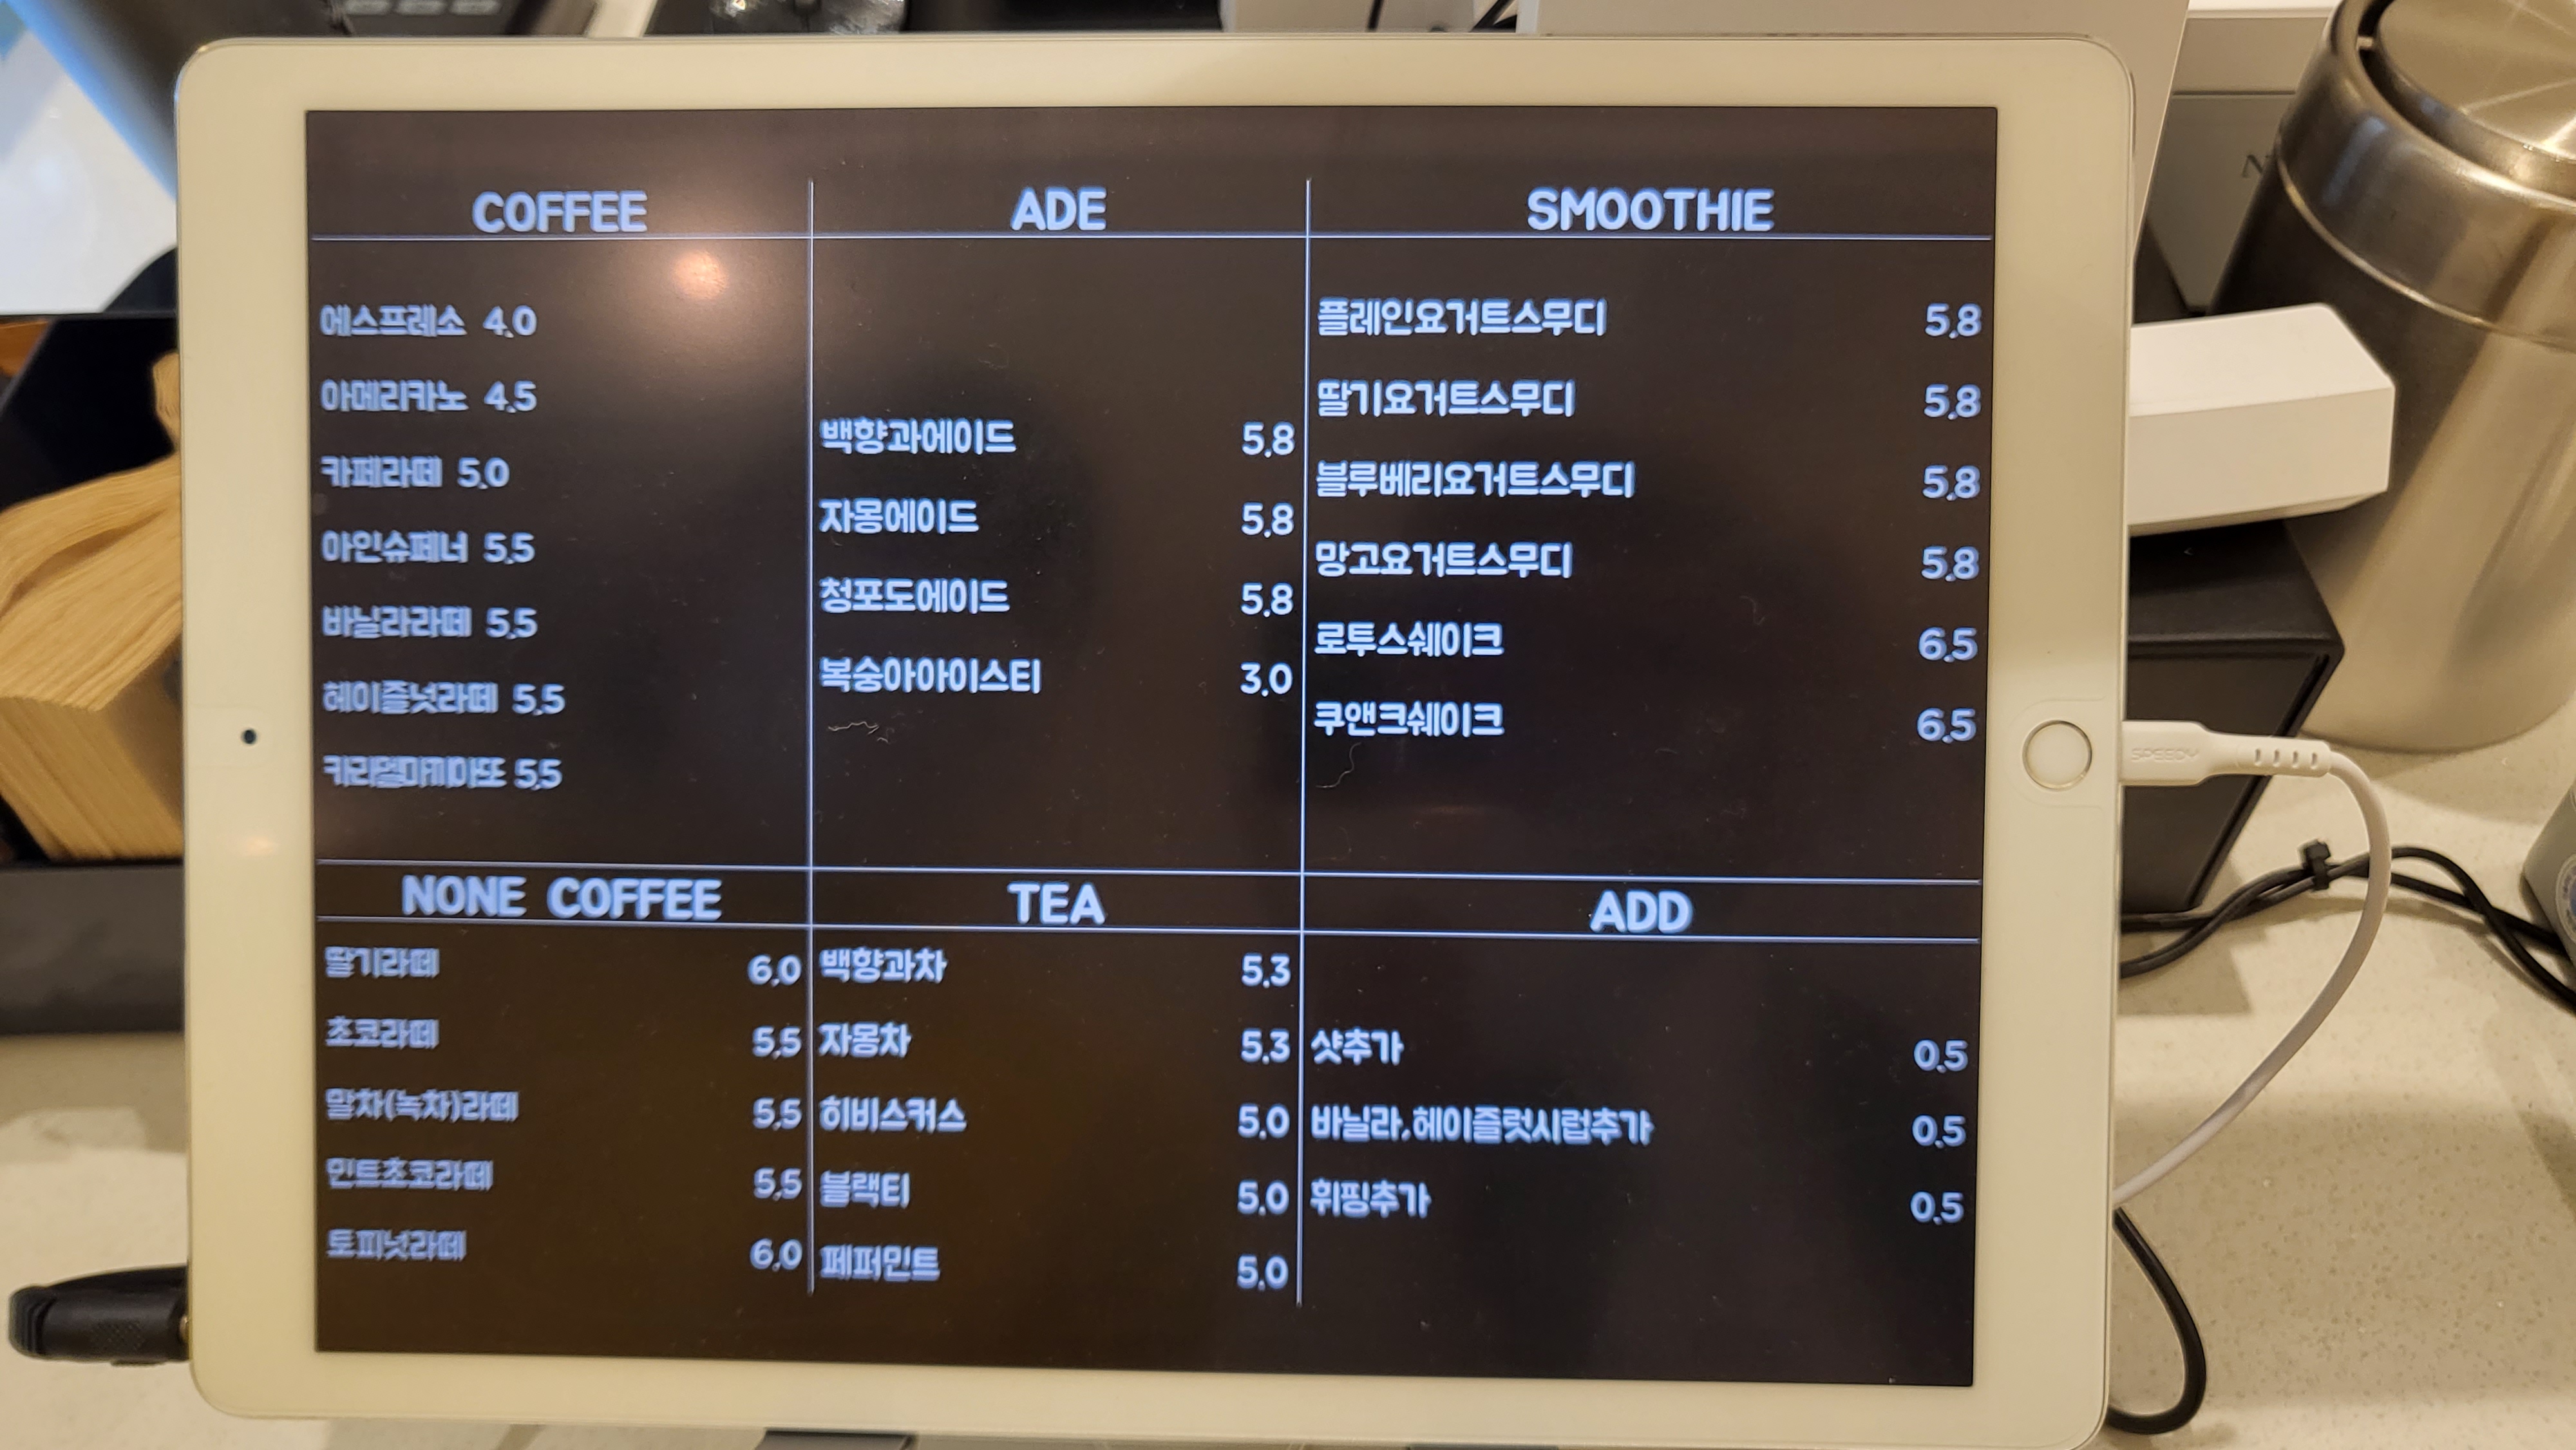 COFFEE
에스프레소 4.0
아메리카노 4.5
카페라떼 5.0
아인슈페너 5.5
바닐라라떼 5.5
헤이즐넛라떼 5.5
카라멜마끼아또 5.5
ADE
백향과에이드 5.8
자몽에이드 5.8
청포도에이드 5.8
복숭아아이스티 3.0
SMOOTHIE
플레인요거트스무디 5.8
딸기요거트스무디 5.8
블루베리요거트스무디 5.8
망고요거트스무디 5.8
로투스쉐이크 6.5
쿠앤크쉐이크 6.5
NONE COFFEE
딸기라떼 6.0
초코라떼 5.5
말차(녹차)라떼 5.5
민트초코라떼 5.5
토피넛라떼 6.0
TEA
백향과차 5.3
자몽차 5.3
히비스커스 5.0
블랙티 5.0
페퍼민트 5.0
ADD
샷추가 0.5
바닐라,헤이즐럿시럽추가 0.5
휘핑추가 0.5
SPEEDY